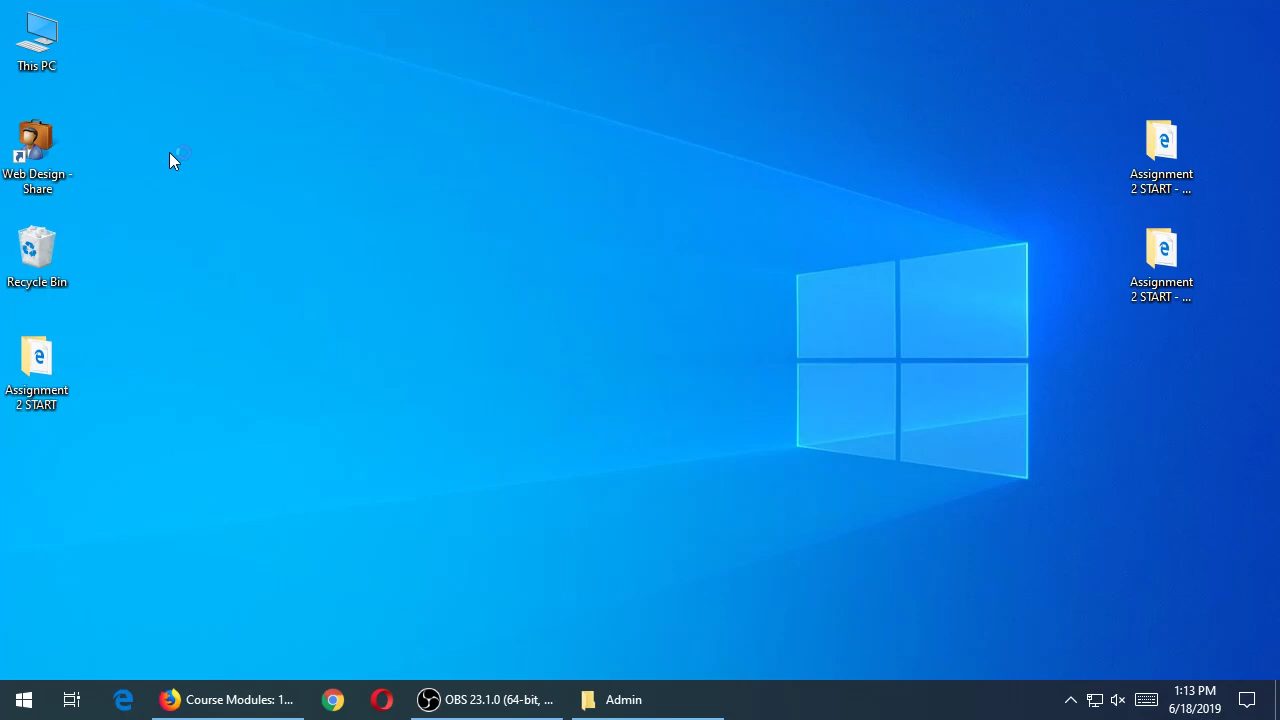 This PC
Web Design -
Share
Recycle Bin
Assignment
2 START
Assignment
2 START - ...
Assignment
2 START - ...
Course Modules: 1...
OBS 23.1.0 (64-bit, ...
Admin
1:13 PM
6/18/2019